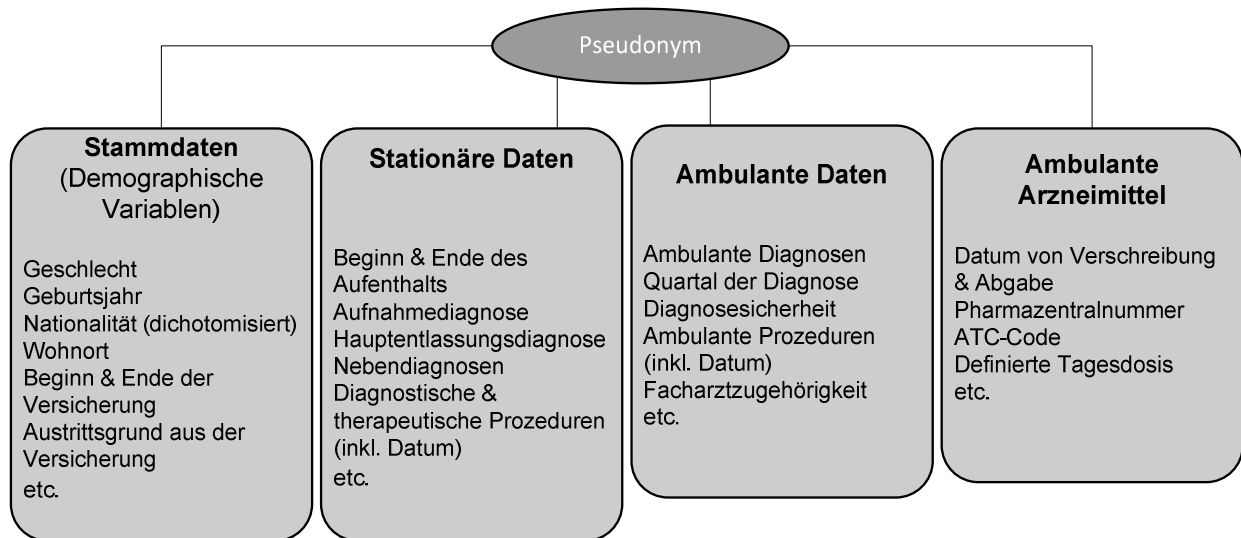 Pseudonym
Stammdaten
(Demographische
Variablen)
Geschlecht
Geburtsjahr
Nationalität (dichotomisiert)
Wohnort
Beginn & Ende der
Versicherung
Austrittsgrund aus der
Versicherung
etc.
Stationäre Daten
Beginn & Ende des
Aufenthalts
Aufnahmediagnose
Hauptentlassungsdiagnose
Nebendiagnosen
Diagnostische &
therapeutische Prozeduren
(inkl. Datum)
etc.
Ambulante Daten
Ambulante Diagnosen
Quartal der Diagnose
Diagnosesicherheit
Ambulante Prozeduren
(inkl. Datum)
Facharztzugehörigkeit
etc.
Ambulante
Arzneimittel
Datum von Verschreibung
& Abgabe
Pharmazentralnummer
ATC-Code
Definierte Tagesdosis
etc.